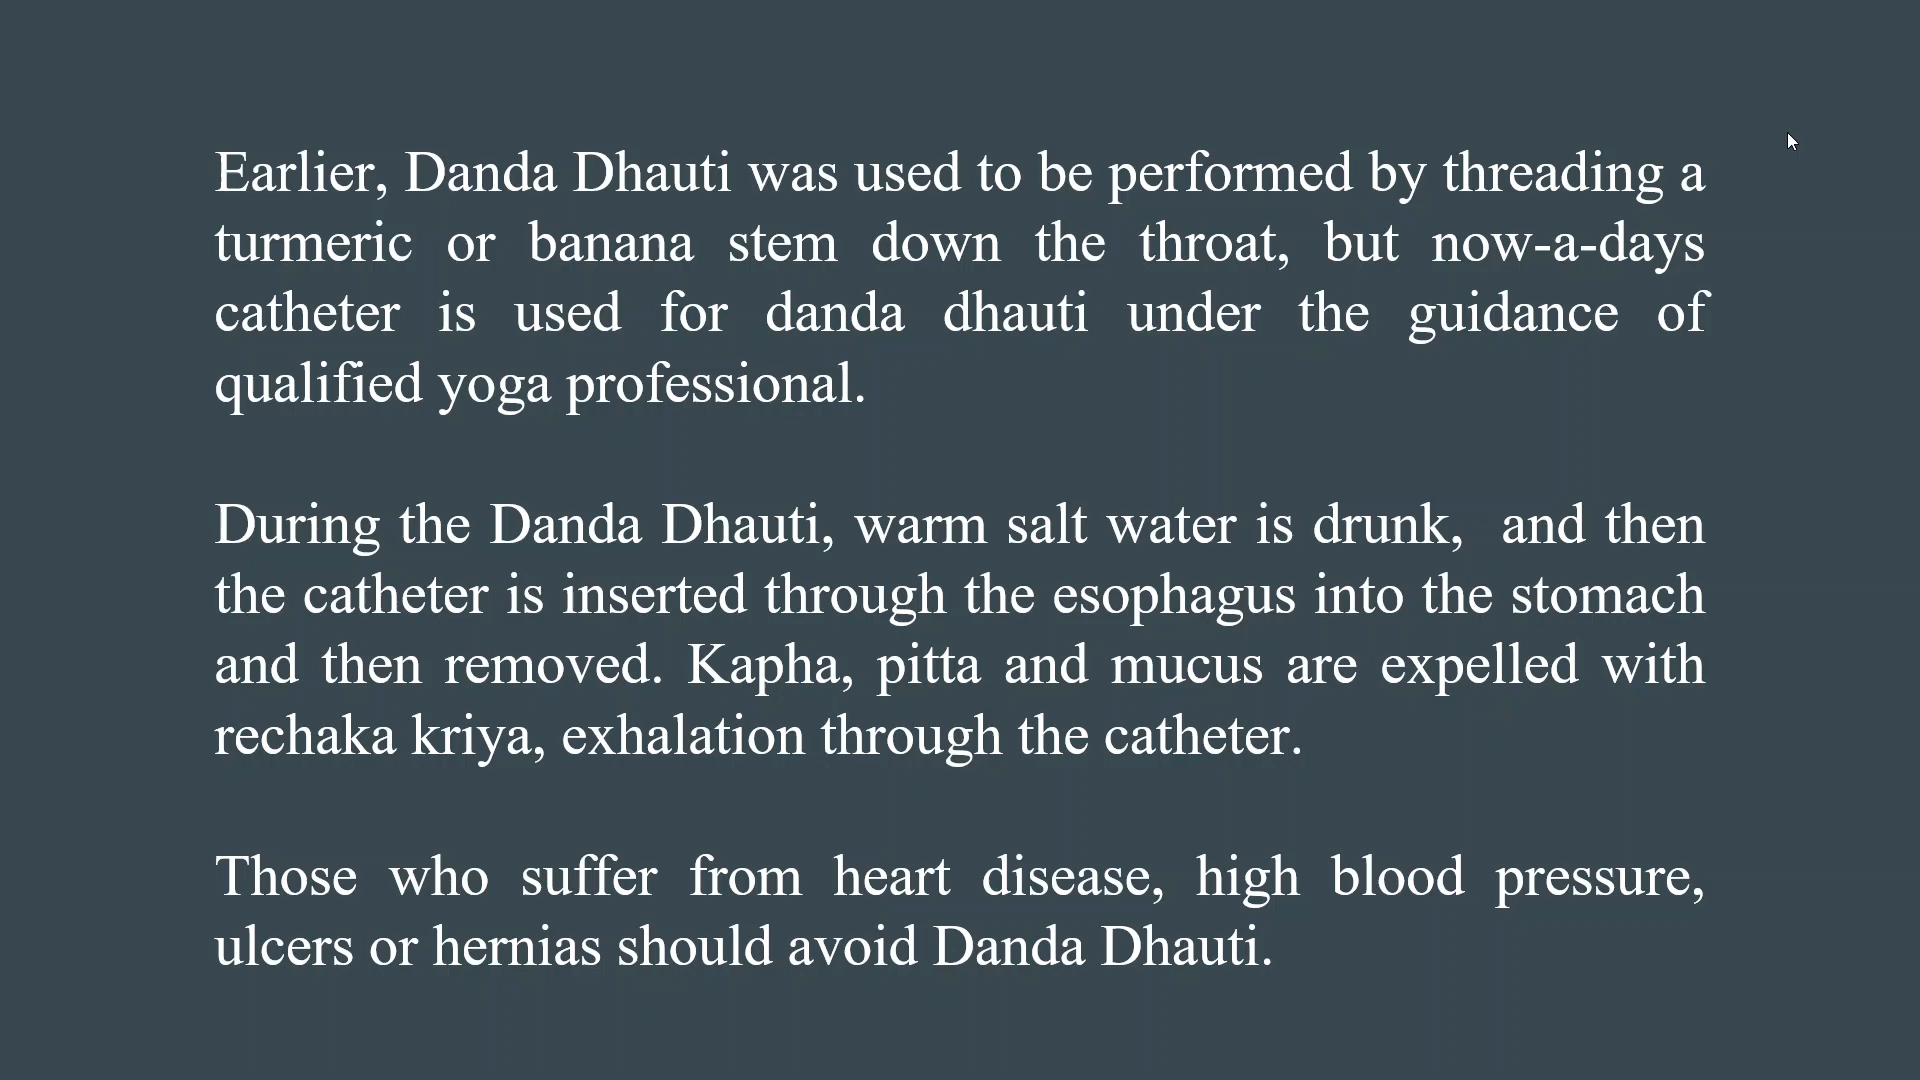 Earlier, Danda Dhauti was used to be performed by threading a
turmeric or banana stem down the throat, but now-a-days
catheter is used for danda dhauti under the guidance of
qualified yoga professional.
During the Danda Dhauti, warm salt water is drunk,  and then
the catheter is inserted through the esophagus into the stomach
and then removed. Kapha, pitta and mucus are expelled with
rechaka kriya, exhalation through the catheter.
Those who suffer from heart disease, high blood pressure,
ulcers or hernias should avoid Danda Dhauti.